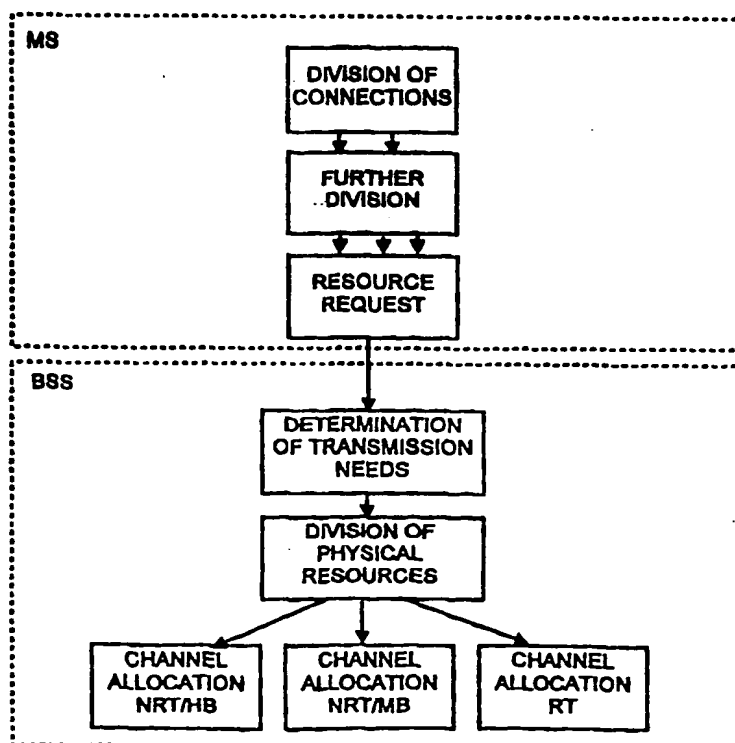 MS
DIVISION OF
CONNECTIONS
FURTHER
DIVISION
RESOURCE
REQUEST
BSS
DETERMINATION
OF TRANSMISSION
NEEDS
DIVISION OF
PHYSICAL
RESOURCES
CHANNEL
ALLOCATION
NRT/HB
CHANNEL
ALLOCATION
NRT/MB
CHANNEL
ALLOCATION
RT